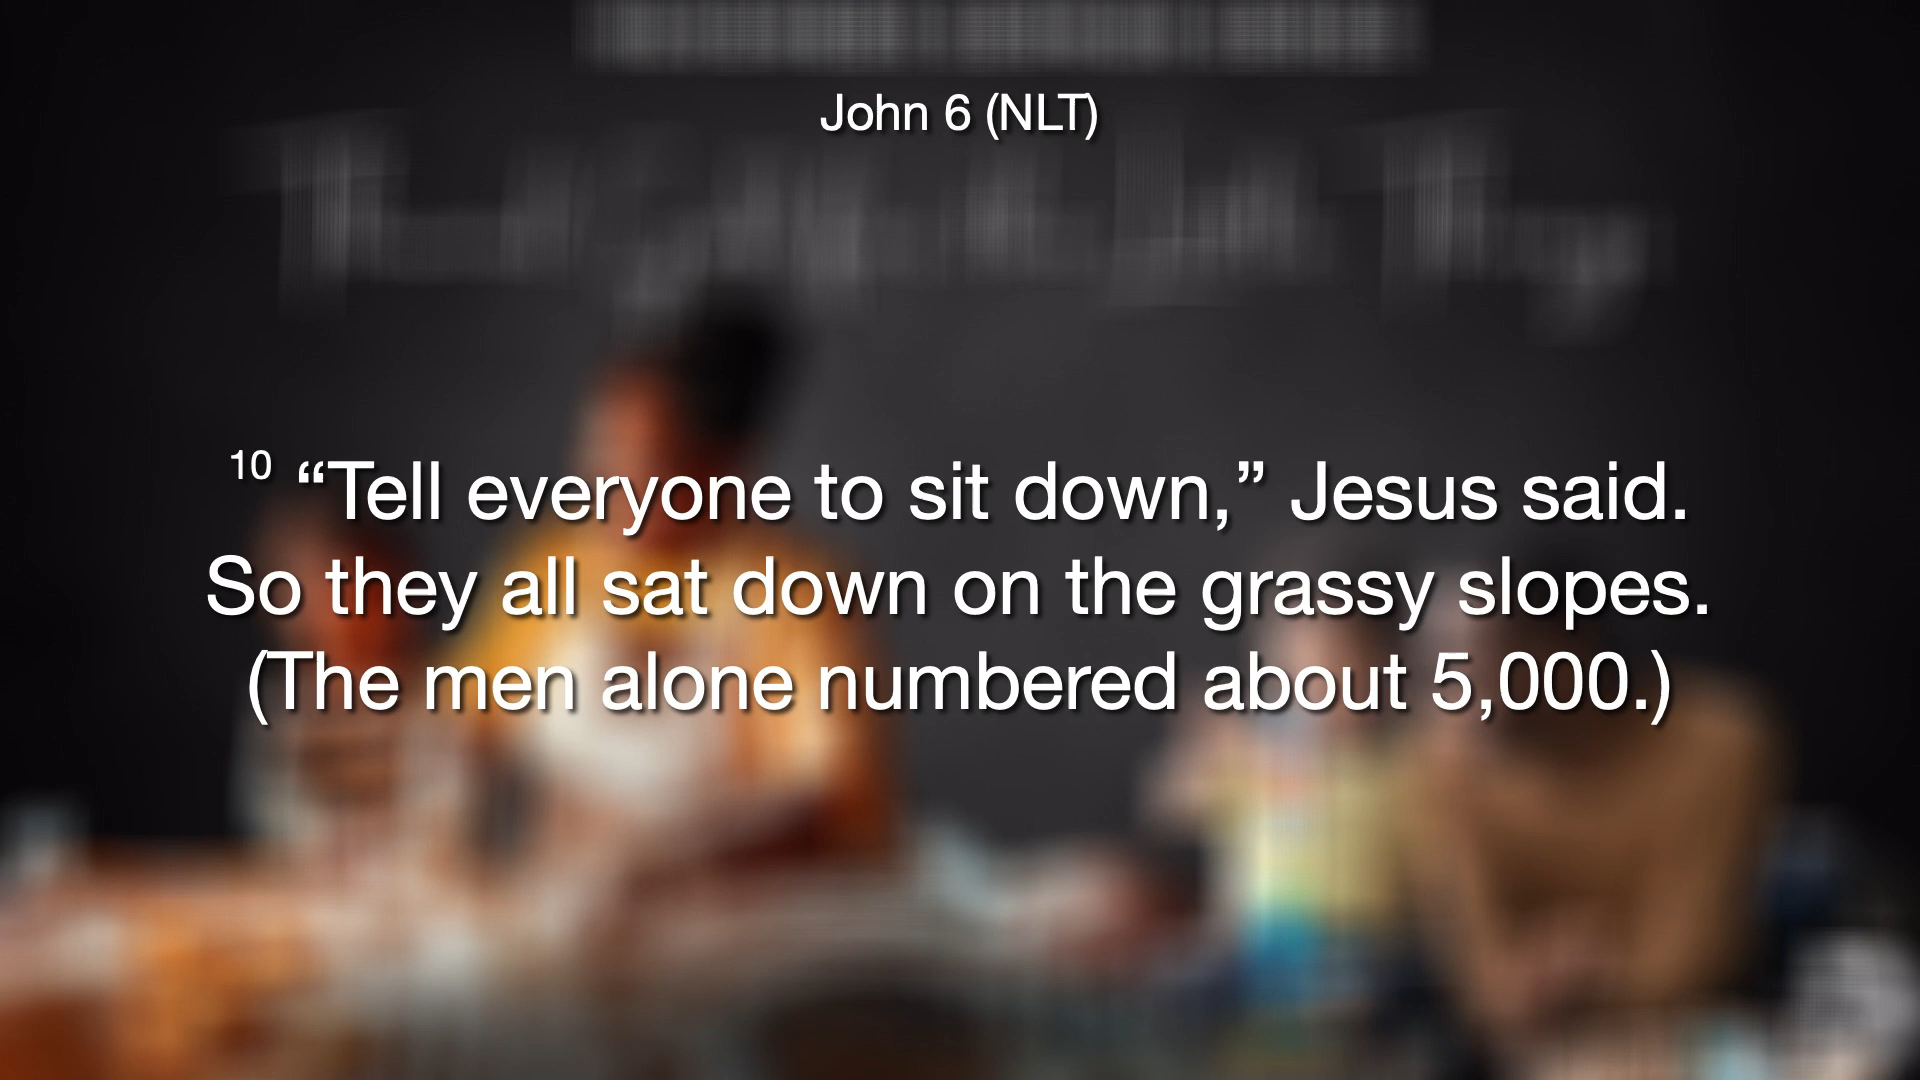 John 6 (NLT)
10 “Tell everyone to sit down,” Jesus said.
So they all sat down on the grassy slopes.
(The men alone numbered about 5,000.)